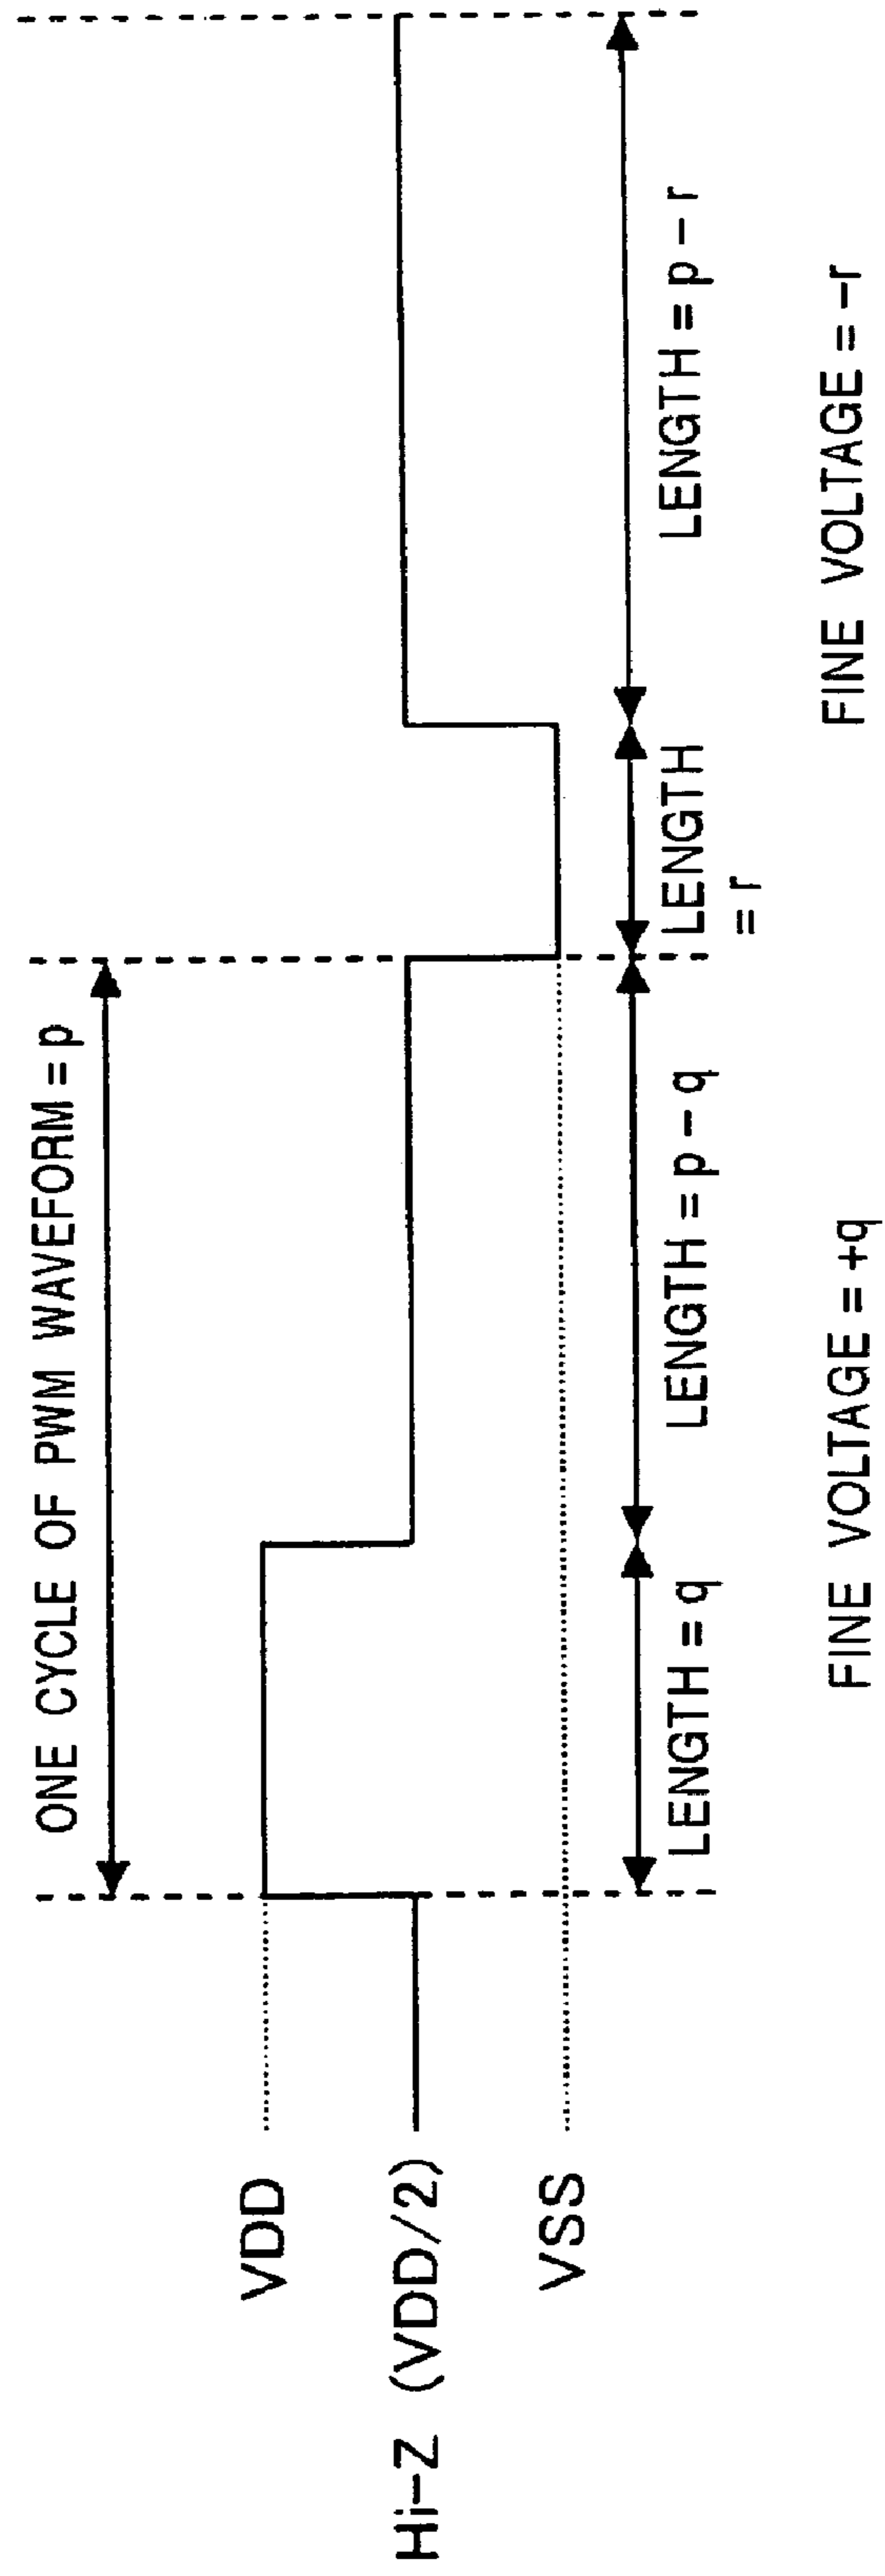 ONE CYCLE OF PWM WAVEFORM = p
VDD
Hi-Z (VDD/2)
VSS
LENGTH = q
LENGTH = p - q
LENGTH
= r
LENGTH = p - r
FINE VOLTAGE = +q
FINE VOLTAGE = -r